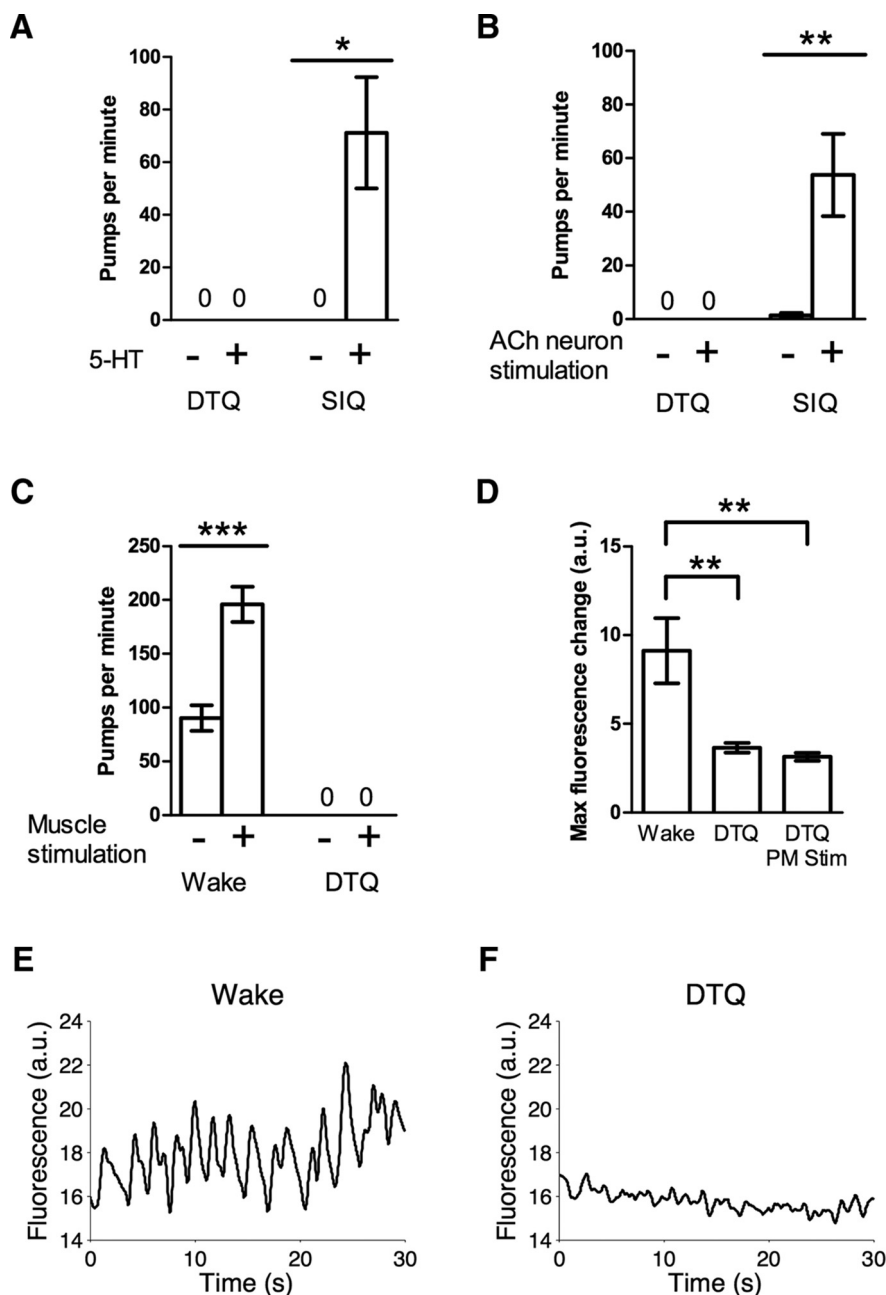 A
*
100
80
60
40
20
0
Pumps per minute
0 0 0
5-HT - + - +
DTQ SIQ
B
**
100
80
60
40
20
0
Pumps per minute
0 0
ACh neuron
stimulation - + - +
DTQ SIQ
C
***
250
200
150
100
50
0
Pumps per minute
0 0
Muscle
stimulation - + - +
Wake DTQ
D
**
**
15
10
5
0
Max fluorescence change (a.u.)
Wake DTQ DTQ
PM Stim
E
Wake
24
22
20
18
16
14
Fluorescence (a.u.)
0 10 20 30
Time (s)
F
DTQ
24
22
20
18
16
14
Fluorescence (a.u.)
0 10 20 30
Time (s)